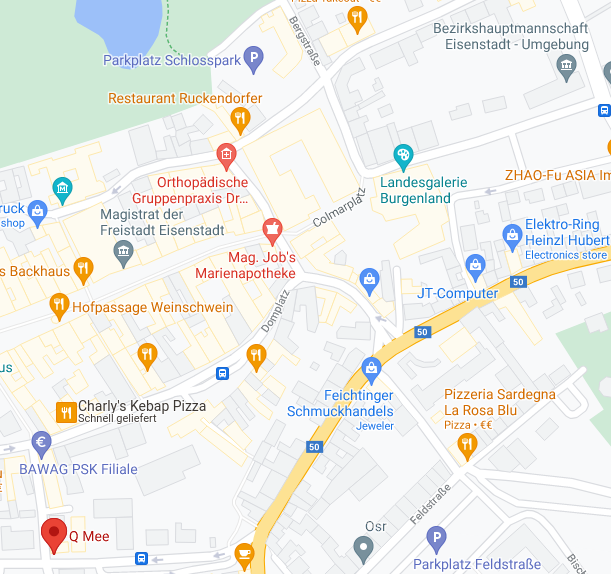 Pizza Takeout • €€
Bergstraße
Bezirkshauptmannschaft
Eisenstadt - Umgebung
Parkplatz Schlosspark
P
Restaurant Ruckendorfer
Orthopädische
Gruppenpraxis Dr...
Landesgalerie
Burgenland
ZHAO-Fu ASIA Im
Colmarplatz
ruck
shop
Magistrat der
Freistadt Eisenstadt
Elektro-Ring
Heinzl Hubert
Electronics store
Mag. Job's
Marienapotheke
s Backhaus
JT-Computer
50
Hofpassage Weinschwein
Domplatz
50
us
Feichtinger
Schmuckhandels
Jeweler
Pizzeria Sardegna
La Rosa Blu
Pizza • €€
Charly's Kebap Pizza
Schnell geliefert
50
€
BAWAG PSK Filiale
u
€
Feldstraße
Q Mee
Osr
P
Parkplatz Feldstraße
Bisc